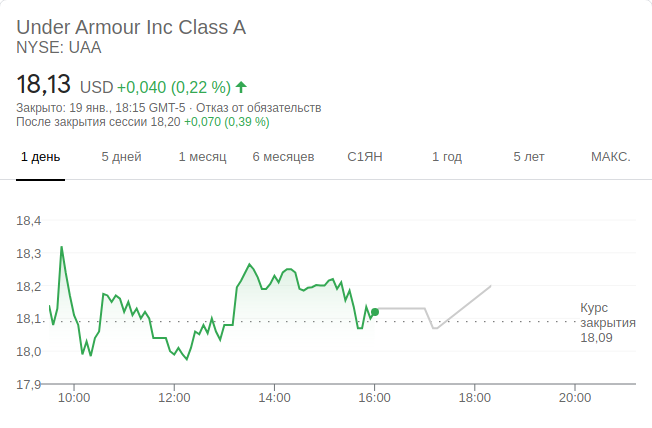 Under Armour Inc Class A
NYSE: UAA
18,13 USD +0,040 (0,22 %)
Закрыто: 19 янв., 18:15 GMT-5 · Отказ от обязательств
После закрытия сессии 18,20 +0,070 (0,39 %)
1 день 5 дней 1 месяц 6 месяцев С1ЯН 1 год 5 лет МАКС.
18,4
18,3
18,2
18,1
18,0
17,9
Курс
закрытия
18,09
10:00 12:00 14:00 16:00 18:00 20:00